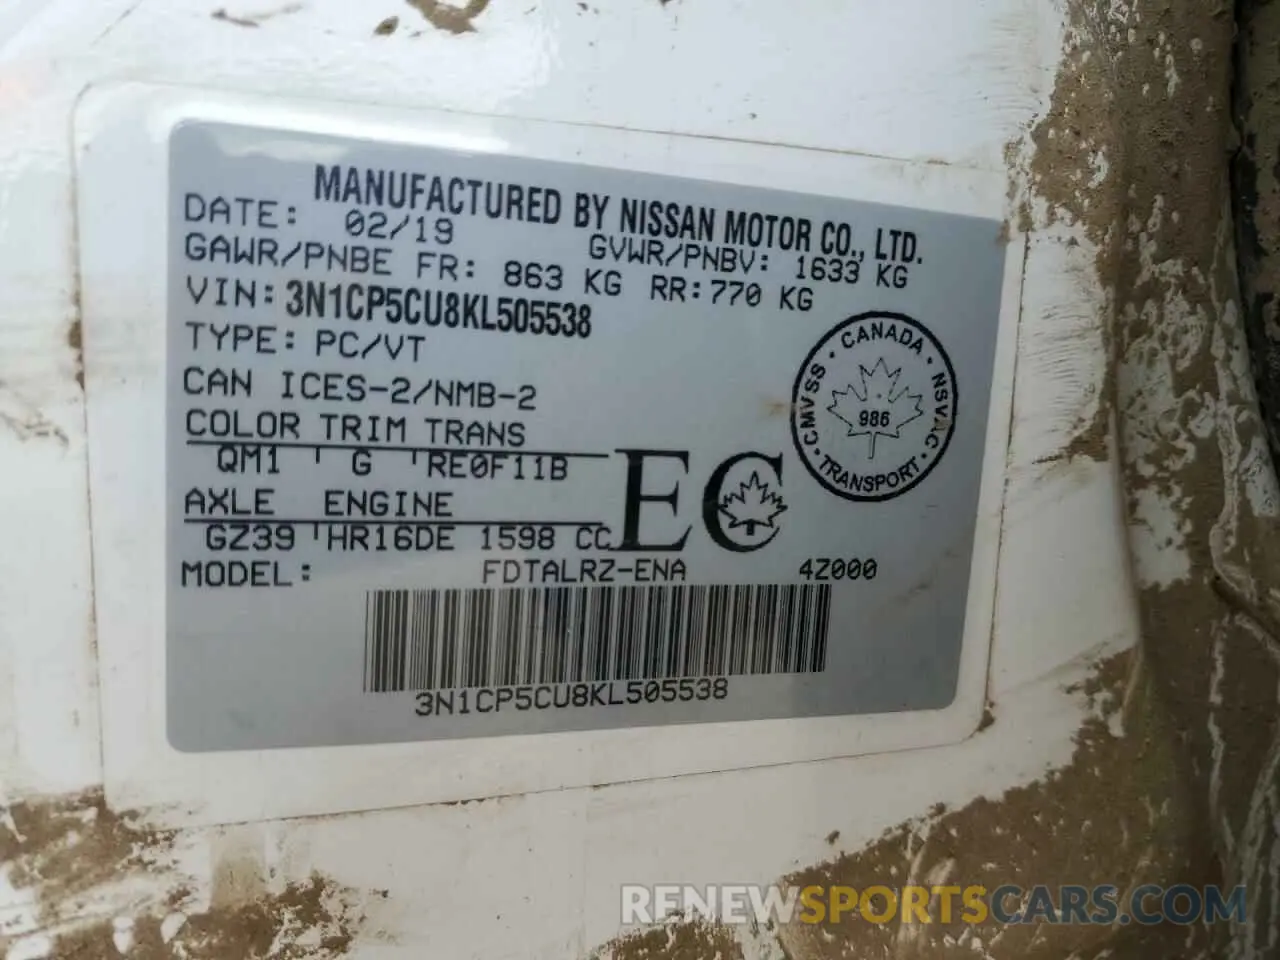 MANUFACTURED BY NISSAN MOTOR CO., LTD.
DATE: 02/19 GVWR/PNBV: 1633 KG
GAWR/PNBE FR: 863 KG RR: 770 KG
VIN: 3N1CP5CU8KL505538
TYPE: PC/VT
CAN ICES-2/NMB-2
COLOR TRIM TRANS
QM1 G RE0F11B
AXLE ENGINE
GZ39 HR16DE 1598 CC
EC
CANADA
CMVSS 986 NSVAC
TRANSPORT
MODEL: FDTALRZ-ENA 4Z000
3N1CP5CU8KL505538
RENEWSPORTSCARS.COM